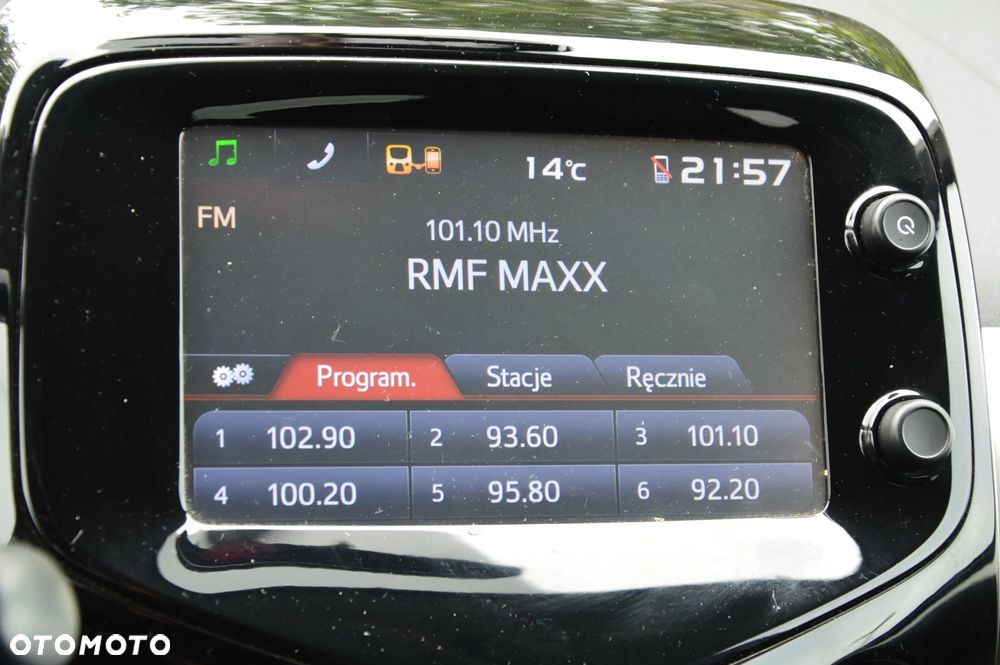 14°C 21:57
FM
101.10 MHz
RMF MAXX
Program. Stacje Ręcznie
1 102.90 2 93.60 3 101.10
4 100.20 5 95.80 6 92.20
OTOMOTO